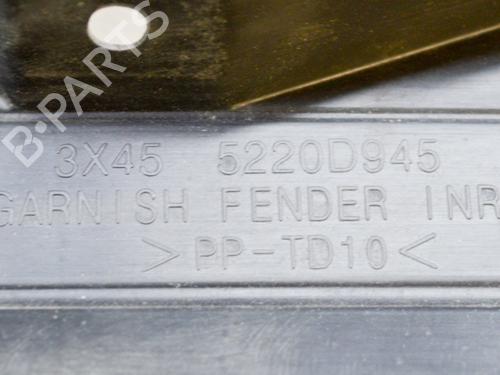 B-PARTS
3X45 5220D945
GARNISH FENDER INR
>PP-TD10<